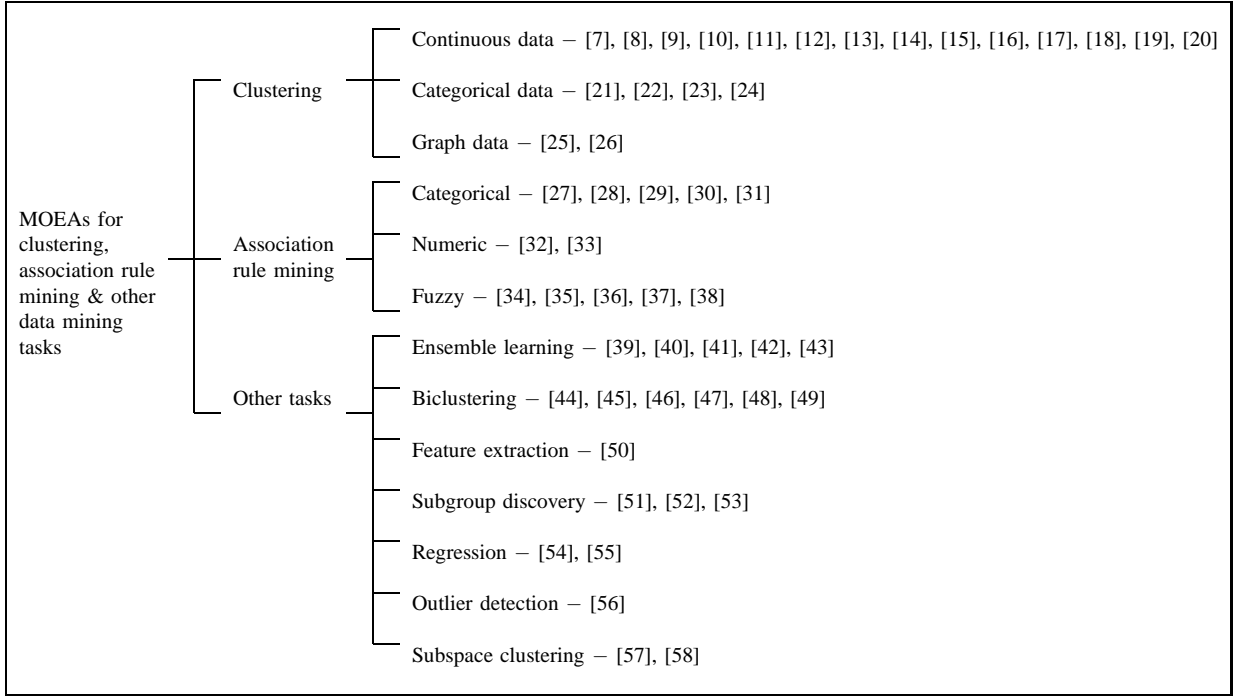 MOEAs for
clustering,
association rule
mining & other
data mining
tasks
Clustering
Continuous data − [7], [8], [9], [10], [11], [12], [13], [14], [15], [16], [17], [18], [19], [20]
Categorical data − [21], [22], [23], [24]
Graph data − [25], [26]
Association
rule mining
Categorical − [27], [28], [29], [30], [31]
Numeric − [32], [33]
Fuzzy − [34], [35], [36], [37], [38]
Other tasks
Ensemble learning − [39], [40], [41], [42], [43]
Biclustering − [44], [45], [46], [47], [48], [49]
Feature extraction − [50]
Subgroup discovery − [51], [52], [53]
Regression − [54], [55]
Outlier detection − [56]
Subspace clustering − [57], [58]